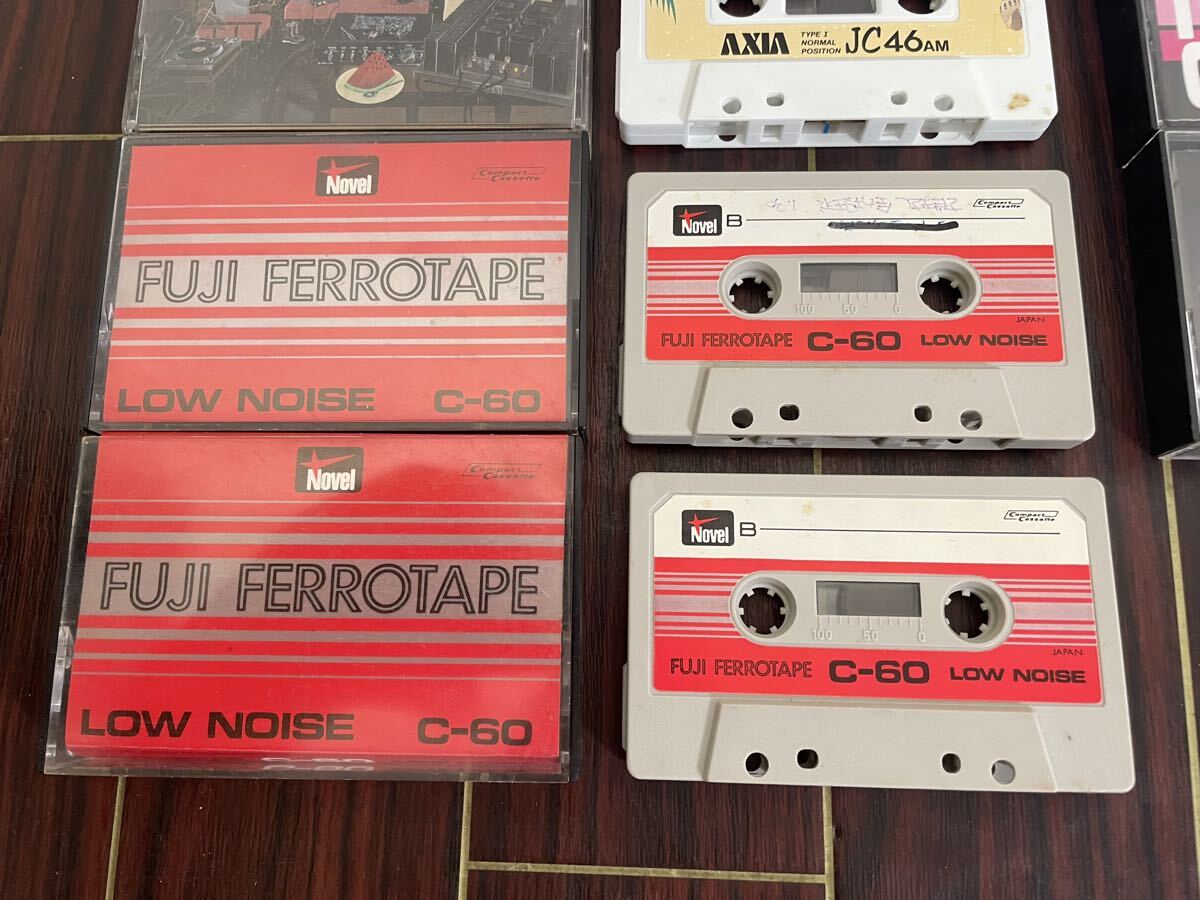 AXIA TYPE I NORMAL POSITION JC46AM
Novel
Compact Cassette
FUJI FERROTAPE
LOW NOISE C-60
Novel
Compact Cassette
FUJI FERROTAPE
LOW NOISE C-60
Novel B
Compact Cassette
100 50 0
JAPAN
FUJI FERROTAPE C-60 LOW NOISE
Novel B
Compact Cassette
100 50 0
JAPAN
FUJI FERROTAPE C-60 LOW NOISE